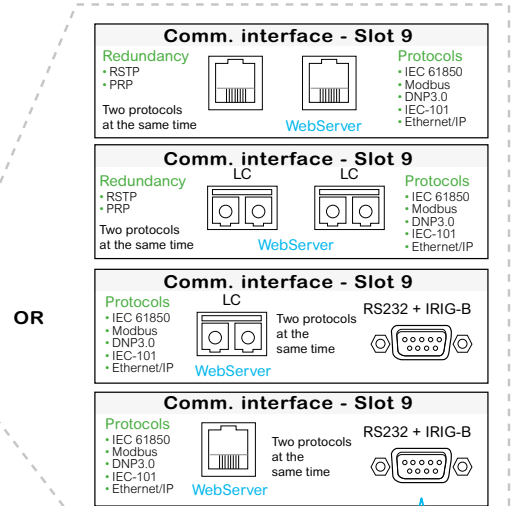 Comm. interface - Slot 9
Redundancy
• RSTP
• PRP
Two protocols
at the same time
WebServer
Protocols
• IEC 61850
• Modbus
• DNP3.0
• IEC-101
• Ethernet/IP
Comm. interface - Slot 9
Redundancy
• RSTP
• PRP
Two protocols
at the same time
LC
LC
WebServer
Protocols
• IEC 61850
• Modbus
• DNP3.0
• IEC-101
• Ethernet/IP
OR
Comm. interface - Slot 9
Protocols
• IEC 61850
• Modbus
• DNP3.0
• IEC-101
• Ethernet/IP
LC
WebServer
Two protocols
at the
same time
RS232 + IRIG-B
Comm. interface - Slot 9
Protocols
• IEC 61850
• Modbus
• DNP3.0
• IEC-101
• Ethernet/IP
WebServer
Two protocols
at the
same time
RS232 + IRIG-B